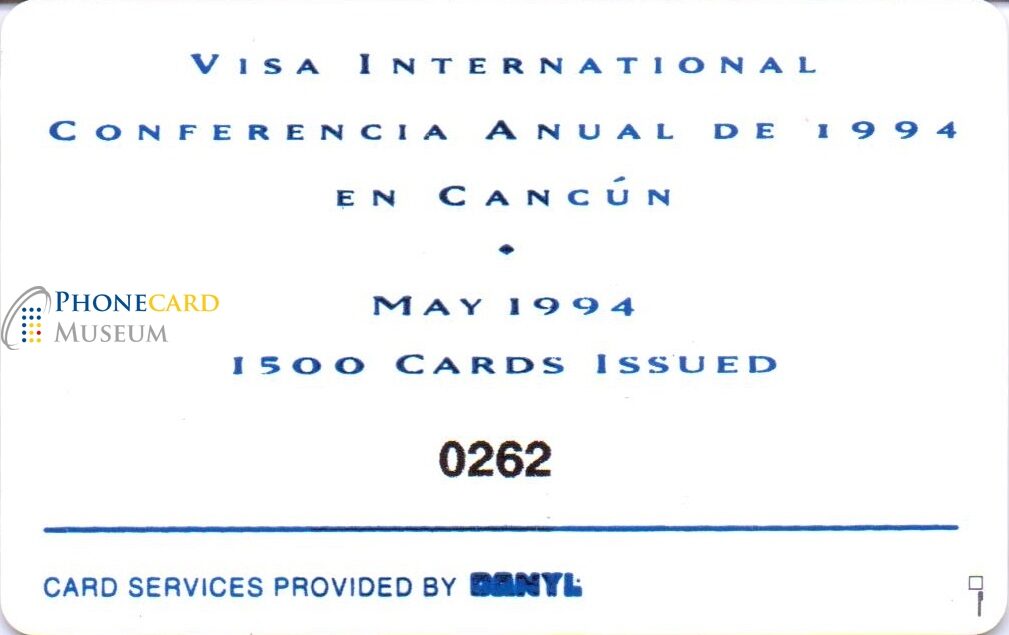 VISA INTERNATIONAL
CONFERENCIA ANUAL DE 1994
EN CANCÚN
PHONECARD
MUSEUM
MAY 1994
1500 CARDS ISSUED
0262
CARD SERVICES PROVIDED BY DANYL